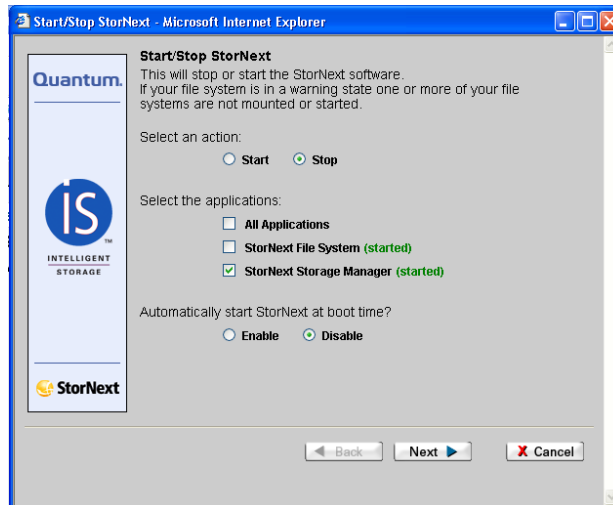 Start/Stop StorNext - Microsoft Internet Explorer
Quantum.
iS
TM
INTELLIGENT
STORAGE
StorNext
Start/Stop StorNext
This will stop or start the StorNext software.
If your file system is in a warning state one or more of your file
systems are not mounted or started.
Select an action:
Start Stop
Select the applications:
All Applications
StorNext File System (started)
StorNext Storage Manager (started)
Automatically start StorNext at boot time?
Enable Disable
Back Next X Cancel